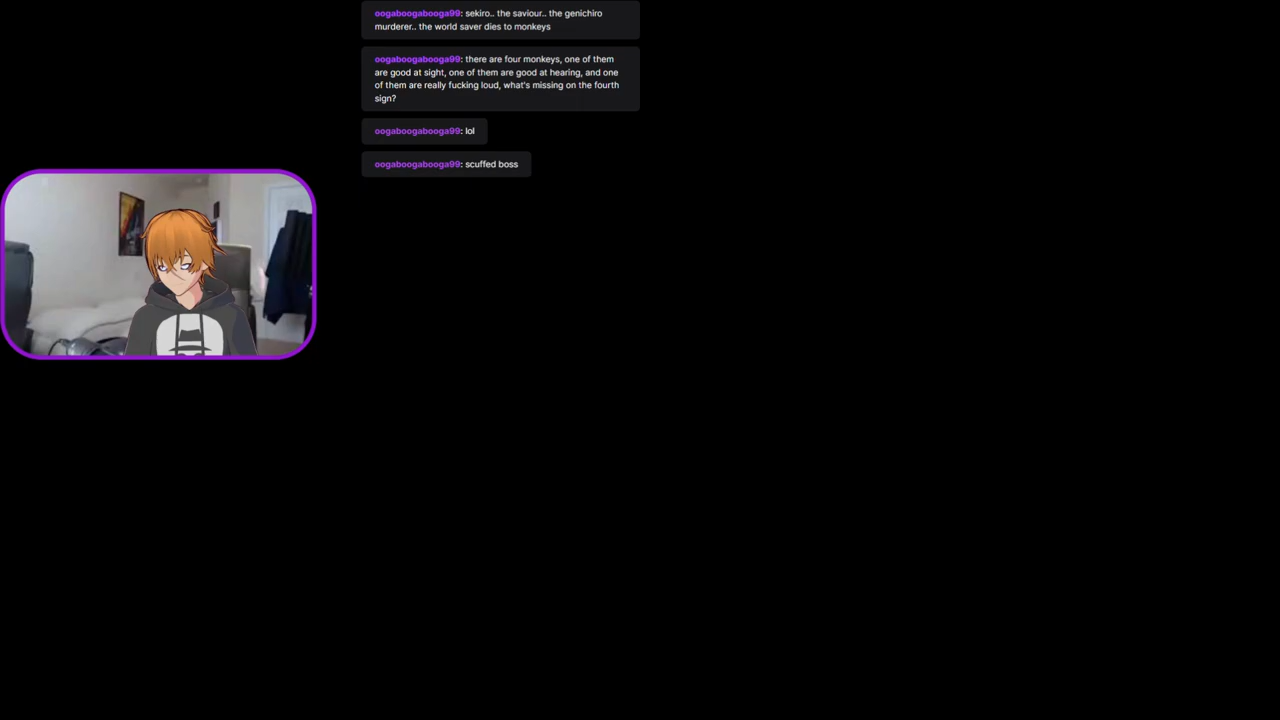 oogaboogabooga99: sekiro.. the saviour.. the genichiro
murderer.. the world saver dies to monkeys
oogaboogabooga99: there are four monkeys, one of them
are good at sight, one of them are good at hearing, and one
of them are really fucking loud, what's missing on the fourth
sign?
oogaboogabooga99: lol
oogaboogabooga99: scuffed boss